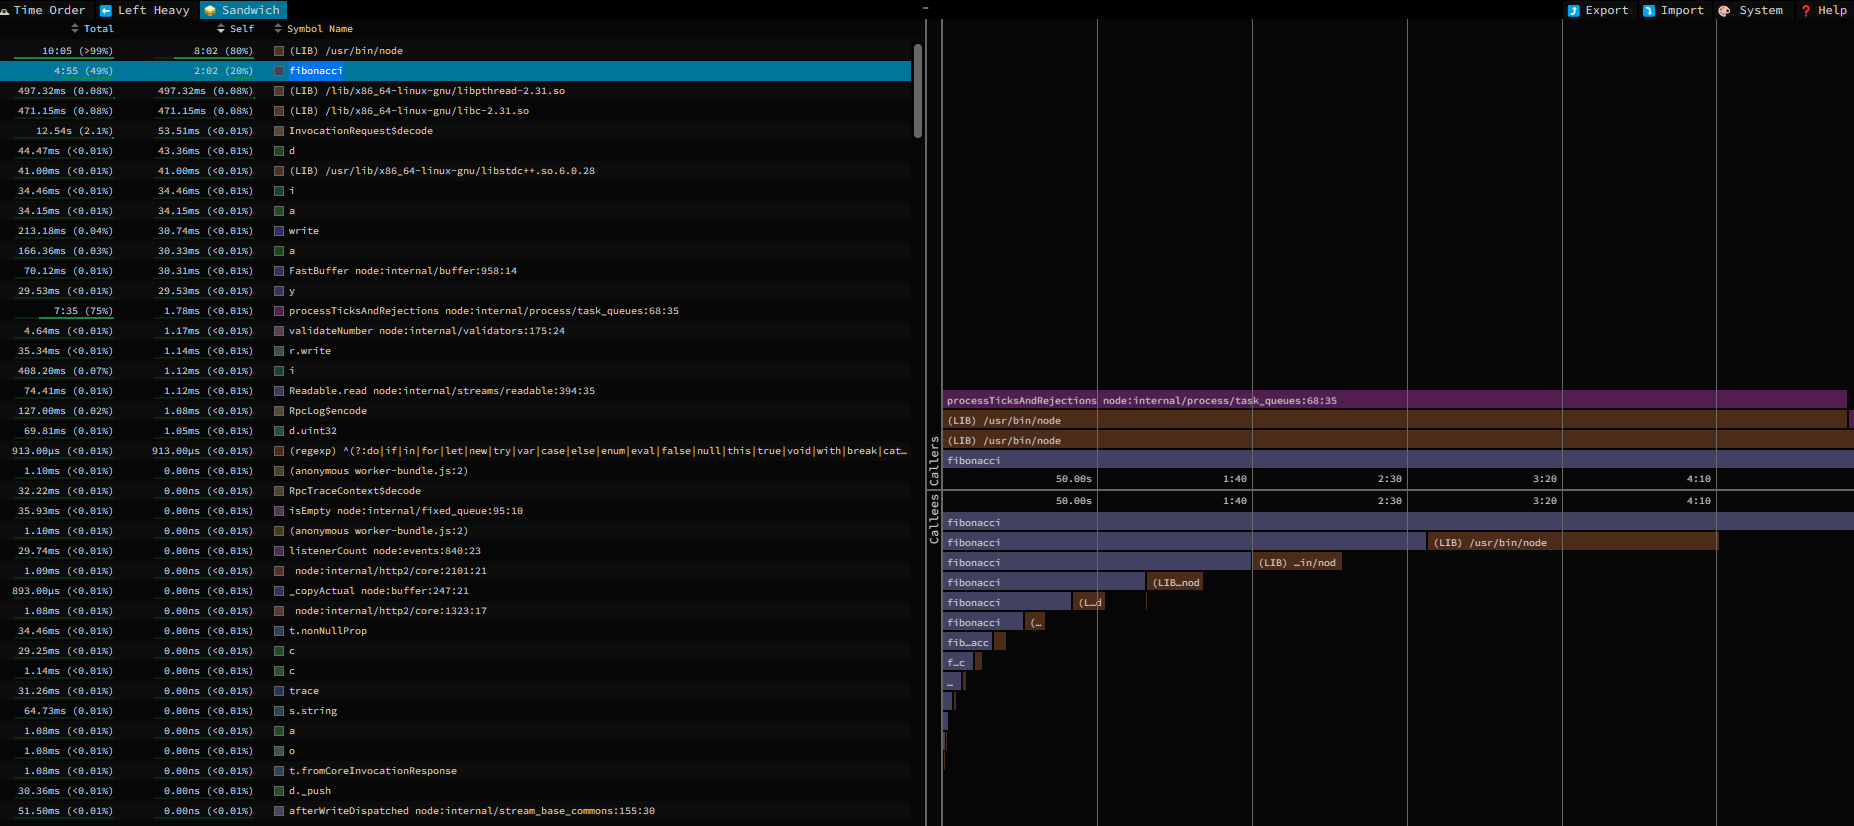 Time Order Left Heavy Sandwich Export Import System Help
Total Self Symbol Name
10:05 (>99%) 8:02 (80%) (LIB) /usr/bin/node
4:55 (49%) 2:02 (20%) fibonacci
497.32ms (0.08%) 497.32ms (0.08%) (LIB) /lib/x86_64-linux-gnu/libpthread-2.31.so
471.15ms (0.08%) 471.15ms (0.08%) (LIB) /lib/x86_64-linux-gnu/libc-2.31.so
12.54s (2.1%) 53.51ms (<0.01%) InvocationRequest$decode
44.47ms (<0.01%) 43.36ms (<0.01%) d
41.00ms (<0.01%) 41.00ms (<0.01%) (LIB) /usr/lib/x86_64-linux-gnu/libstdc++.so.6.0.28
34.46ms (<0.01%) 34.46ms (<0.01%) i
34.15ms (<0.01%) 34.15ms (<0.01%) a
213.18ms (0.04%) 30.74ms (<0.01%) write
166.36ms (0.03%) 30.33ms (<0.01%) a
70.12ms (0.01%) 30.31ms (<0.01%) FastBuffer node:internal/buffer:958:14
29.53ms (<0.01%) 29.53ms (<0.01%) y
7:35 (75%) 1.78ms (<0.01%) processTicksAndRejections node:internal/process/task_queues:68:35
4.64ms (<0.01%) 1.17ms (<0.01%) validateNumber node:internal/validators:175:24
35.34ms (<0.01%) 1.14ms (<0.01%) r.write
408.20ms (0.07%) 1.12ms (<0.01%) i
74.41ms (0.01%) 1.12ms (<0.01%) Readable.read node:internal/streams/readable:394:35
127.00ms (0.02%) 1.08ms (<0.01%) RpcLog$encode
69.81ms (0.01%) 1.05ms (<0.01%) d.uint32
913.00µs (<0.01%) 913.00µs (<0.01%) (regexp) ^(?:do|if|in|for|let|new|try|var|case|else|enum|eval|false|null|this|true|void|with|break|cat…
1.10ms (<0.01%) 0.00ns (<0.01%) (anonymous worker-bundle.js:2)
32.22ms (<0.01%) 0.00ns (<0.01%) RpcTraceContext$decode
35.93ms (<0.01%) 0.00ns (<0.01%) isEmpty node:internal/fixed_queue:95:10
1.10ms (<0.01%) 0.00ns (<0.01%) (anonymous worker-bundle.js:2)
29.74ms (<0.01%) 0.00ns (<0.01%) listenerCount node:events:840:23
1.09ms (<0.01%) 0.00ns (<0.01%) node:internal/http2/core:2101:21
893.00µs (<0.01%) 0.00ns (<0.01%) _copyActual node:buffer:247:21
1.08ms (<0.01%) 0.00ns (<0.01%) node:internal/http2/core:1323:17
34.46ms (<0.01%) 0.00ns (<0.01%) t.nonNullProp
29.25ms (<0.01%) 0.00ns (<0.01%) c
1.14ms (<0.01%) 0.00ns (<0.01%) c
31.26ms (<0.01%) 0.00ns (<0.01%) trace
64.73ms (0.01%) 0.00ns (<0.01%) s.string
1.08ms (<0.01%) 0.00ns (<0.01%) a
1.08ms (<0.01%) 0.00ns (<0.01%) o
1.08ms (<0.01%) 0.00ns (<0.01%) t.fromCoreInvocationResponse
30.36ms (<0.01%) 0.00ns (<0.01%) d._push
51.50ms (<0.01%) 0.00ns (<0.01%) afterWriteDispatched node:internal/stream_base_commons:155:30
Callers
processTicksAndRejections node:internal/process/task_queues:68:35
(LIB) /usr/bin/node
(LIB) /usr/bin/node
fibonacci
50.00s 1:40 2:30 3:20 4:10
Callees
50.00s 1:40 2:30 3:20 4:10
fibonacci
fibonacci (LIB) /usr/bin/node
fibonacci (LIB) …in/nod
fibonacci (LIB…nod
fibonacci (L…d
fibonacci (…
fib…acc
f…c
…